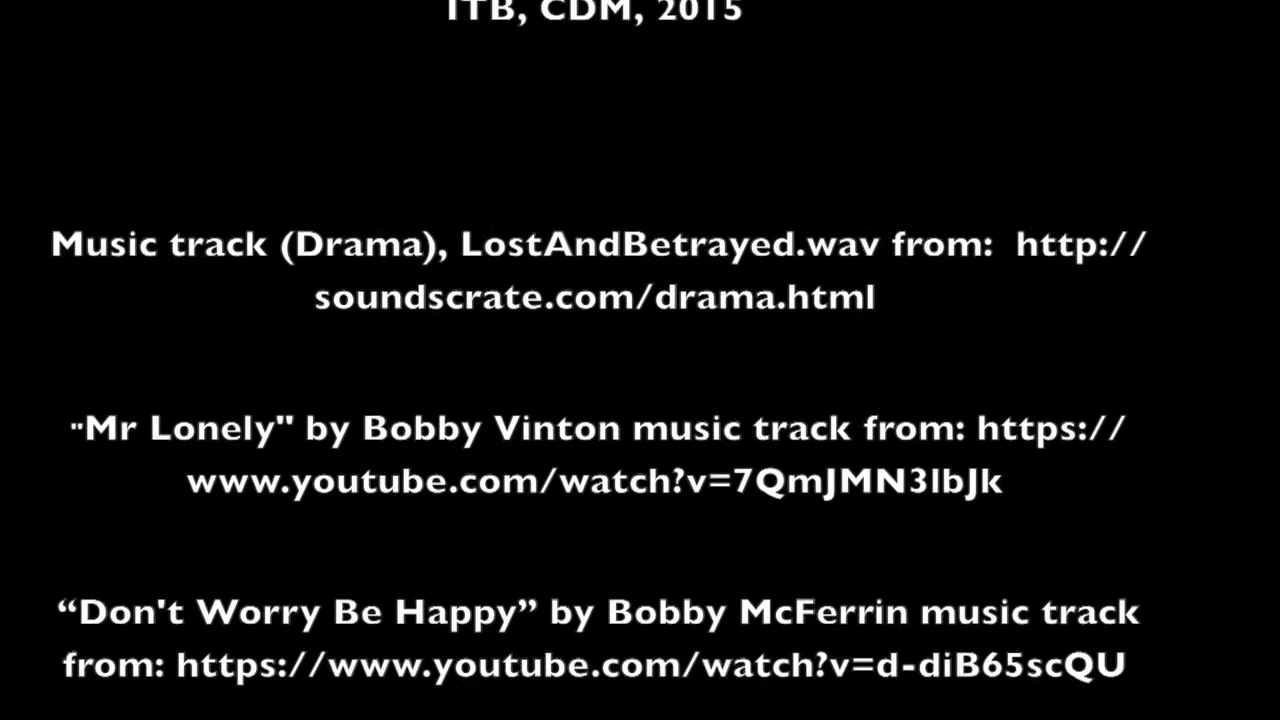 ITB, CDM, 2015
Music track (Drama), LostAndBetrayed.wav from:  http://
soundscrate.com/drama.html
"Mr Lonely" by Bobby Vinton music track from: https://
www.youtube.com/watch?v=7QmJMN3lbJk
“Don't Worry Be Happy” by Bobby McFerrin music track
from: https://www.youtube.com/watch?v=d-diB65scQU